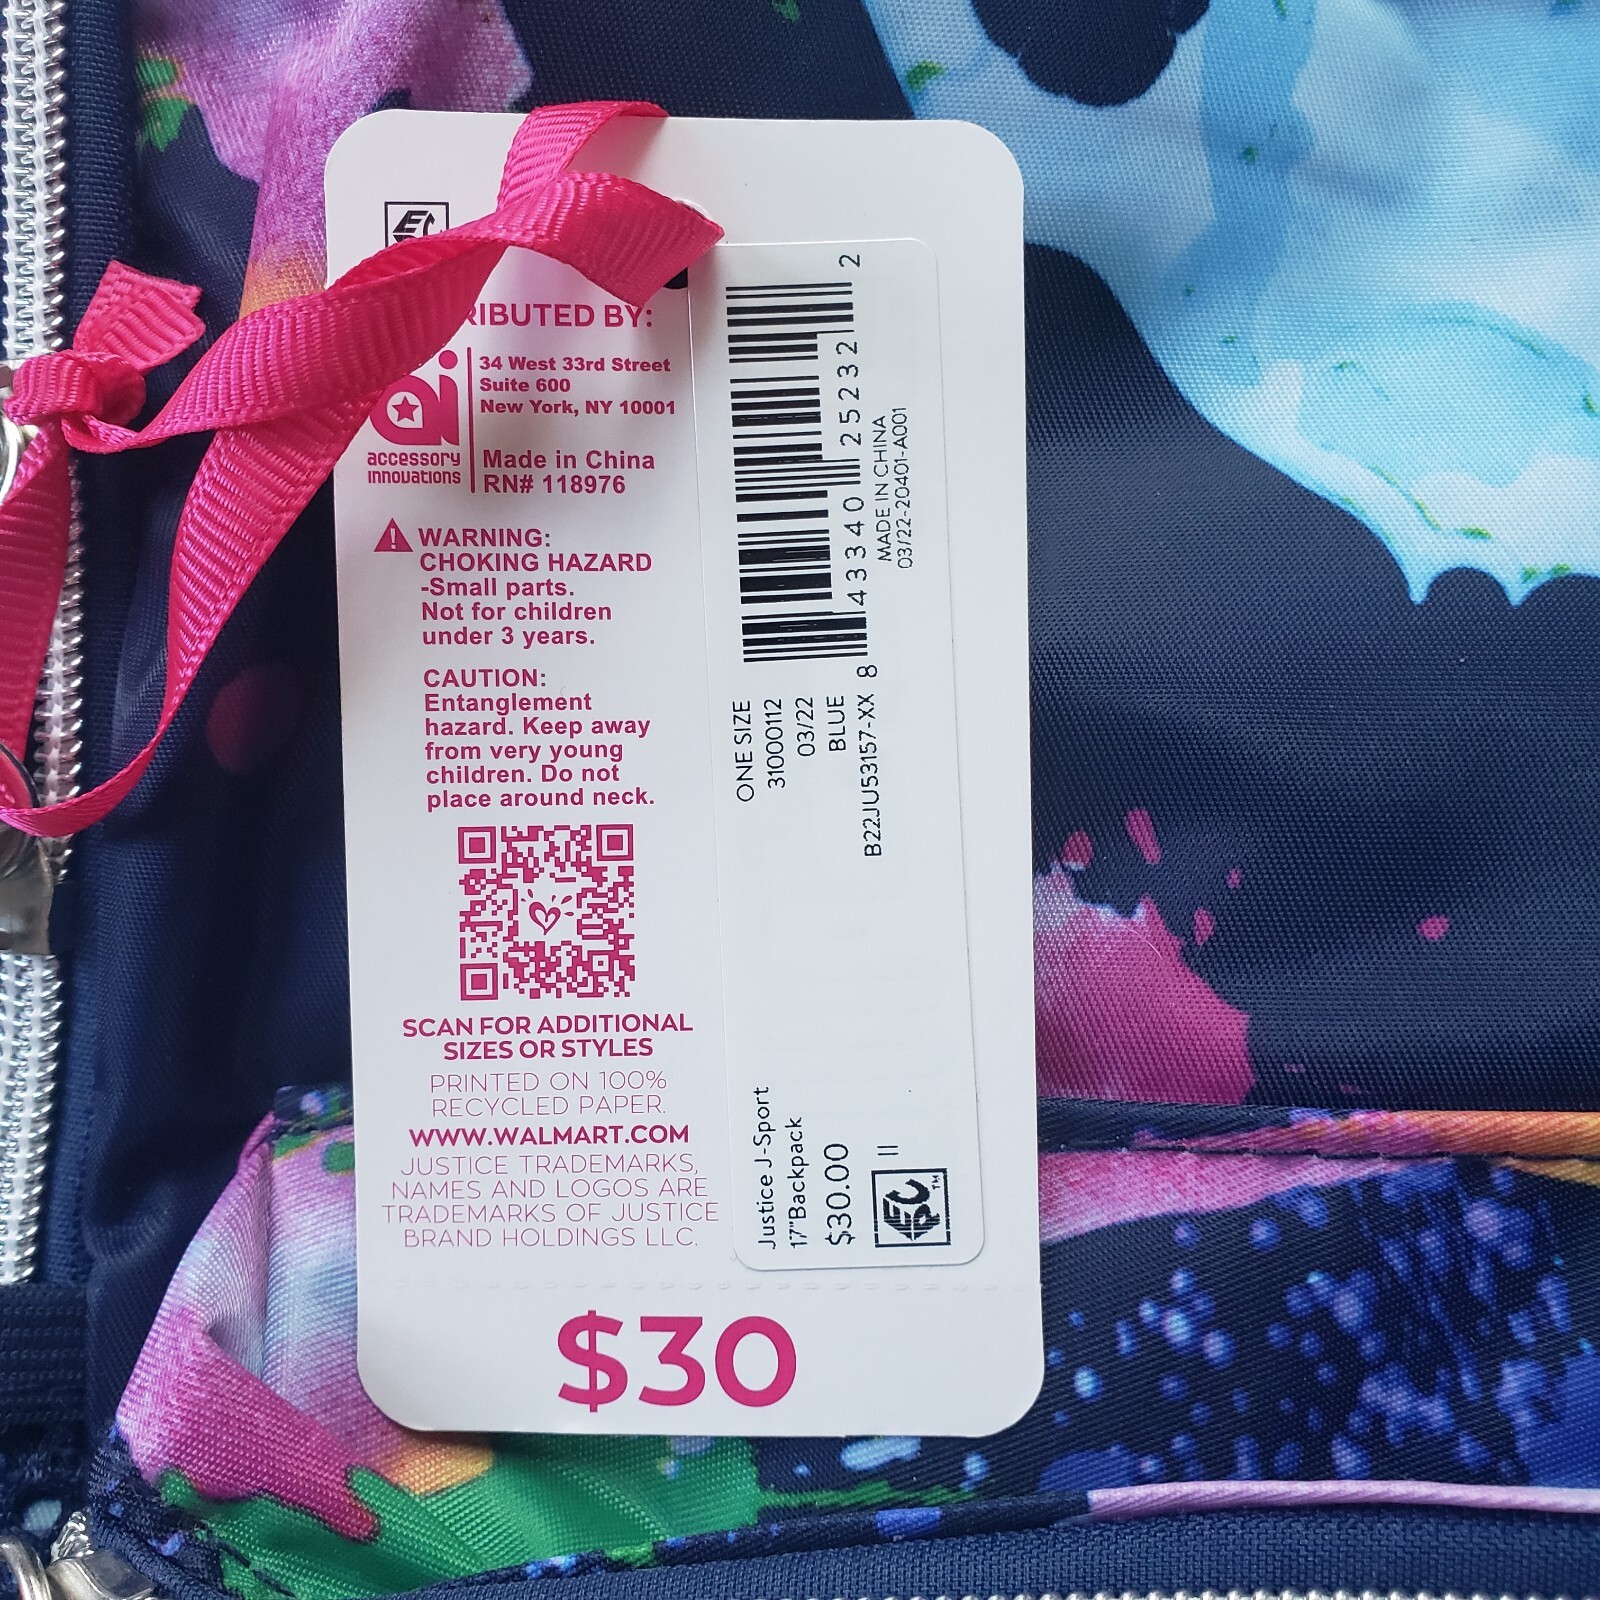 RIBUTED BY:
34 West 33rd Street
Suite 600
New York, NY 10001
accessory
innovations
Made in China
RN# 118976
WARNING:
CHOKING HAZARD
-Small parts.
Not for children
under 3 years.
CAUTION:
Entanglement
hazard. Keep away
from very young
children. Do not
place around neck.
SCAN FOR ADDITIONAL
SIZES OR STYLES
PRINTED ON 100%
RECYCLED PAPER.
WWW.WALMART.COM
JUSTICE TRADEMARKS,
NAMES AND LOGOS ARE
TRADEMARKS OF JUSTICE
BRAND HOLDINGS LLC.
$30
ONE SIZE
31000112
03/22
BLUE
B22JU53157-XX
8 43340 25232 2
MADE IN CHINA
03/22-20401-A001
Justice J-Sport
17"Backpack
$30.00
II